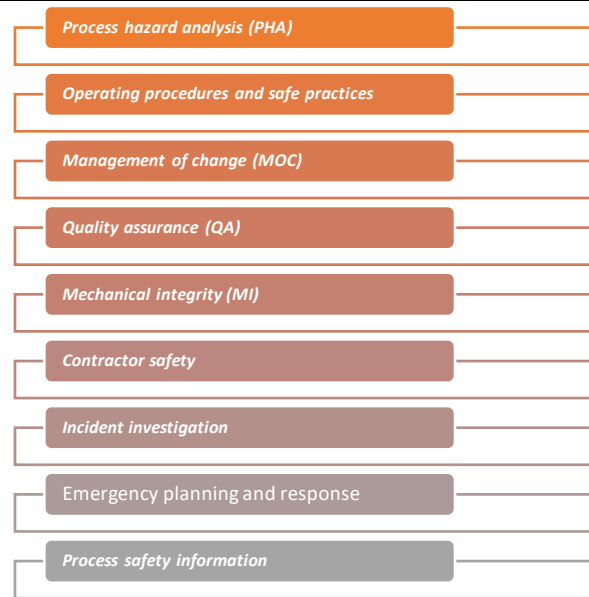 Process hazard analysis (PHA)
Operating procedures and safe practices
Management of change (MOC)
Quality assurance (QA)
Mechanical integrity (MI)
Contractor safety
Incident investigation
Emergency planning and response
Process safety information